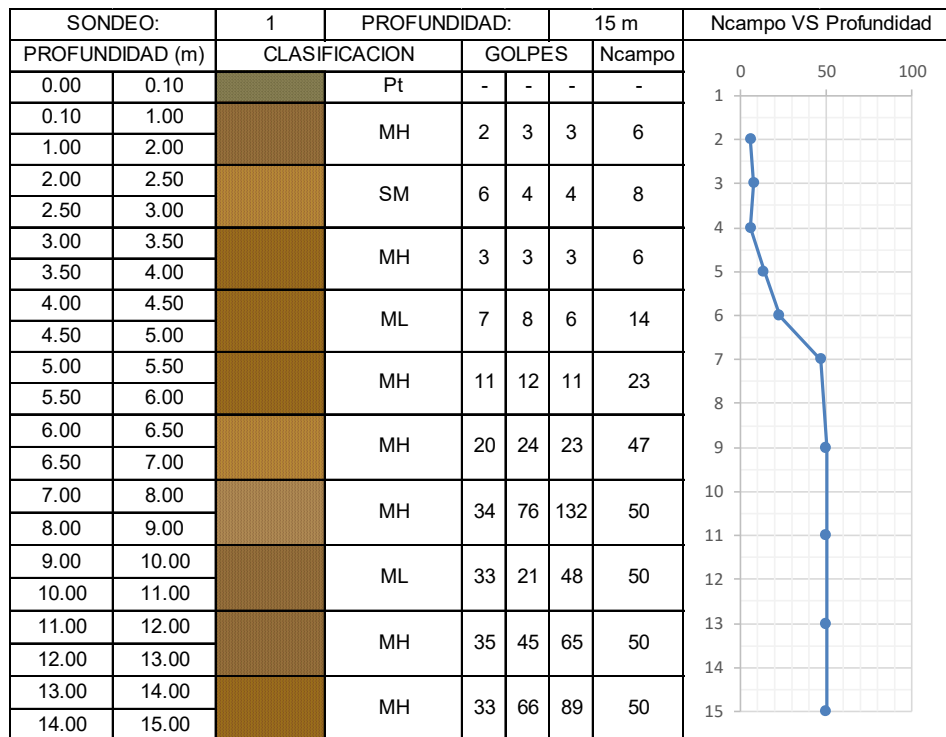 SONDEO: 1 PROFUNDIDAD: 15 m Ncampo VS Profundidad
PROFUNDIDAD (m) CLASIFICACION GOLPES Ncampo
0.00 0.10 Pt - - - -
0.10 1.00 MH 2 3 3 6
1.00 2.00
2.00 2.50 SM 6 4 4 8
2.50 3.00
3.00 3.50 MH 3 3 3 6
3.50 4.00
4.00 4.50 ML 7 8 6 14
4.50 5.00
5.00 5.50 MH 11 12 11 23
5.50 6.00
6.00 6.50 MH 20 24 23 47
6.50 7.00
7.00 8.00 MH 34 76 132 50
8.00 9.00
9.00 10.00 ML 33 21 48 50
10.00 11.00
11.00 12.00 MH 35 45 65 50
12.00 13.00
13.00 14.00 MH 33 66 89 50
14.00 15.00
0 50 100
1
2
3
4
5
6
7
8
9
10
11
12
13
14
15